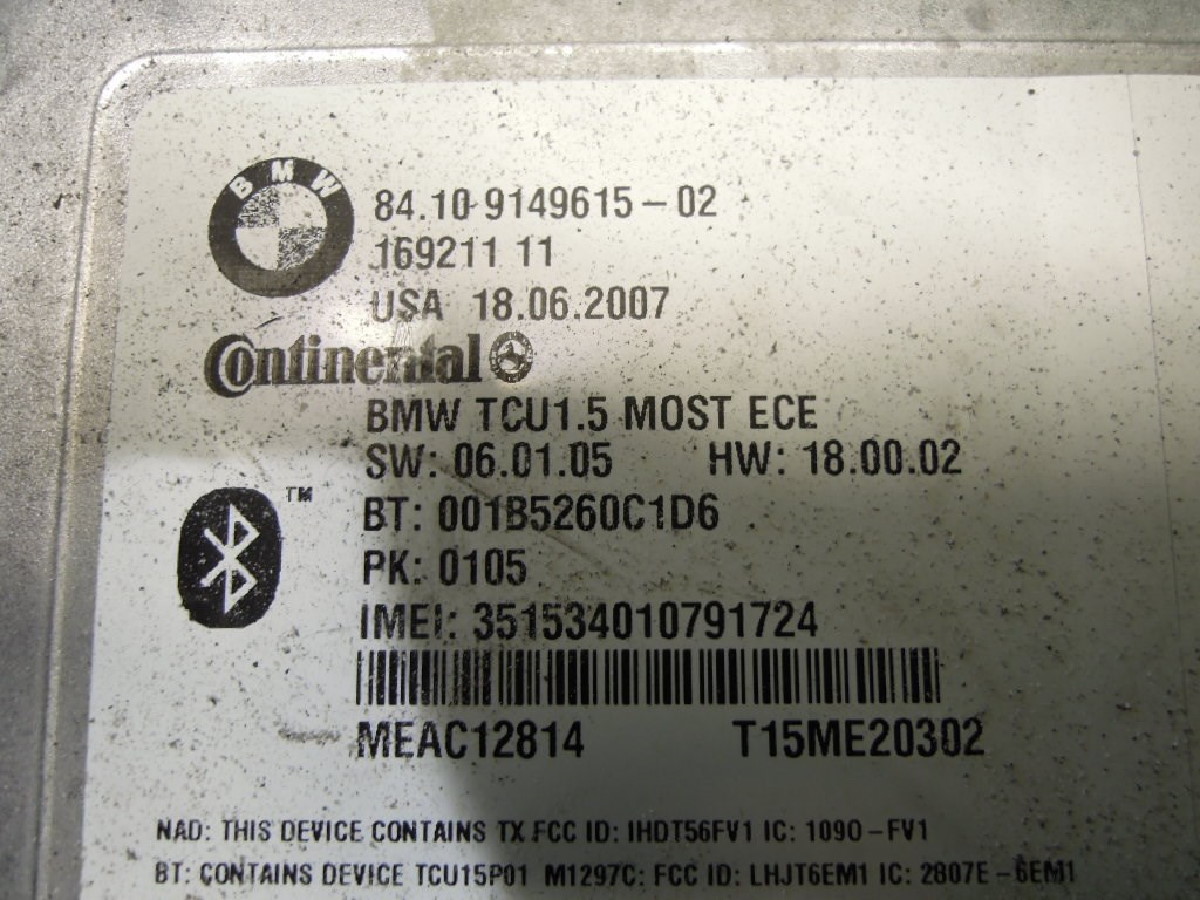 BMW
84.10-9149615-02
169211 11
USA 18.06.2007
Continental
BMW TCU1.5 MOST ECE
SW: 06.01.05 HW: 18.00.02
™
BT: 001B5260C1D6
PK: 0105
IMEI: 351534010791724
MEAC12814 T15ME20302
NAD: THIS DEVICE CONTAINS TX FCC ID: IHDT56FV1 IC: 109O-FV1
BT: CONTAINS DEVICE TCU15P01 M1297C: FCC ID: LHJT6EM1 IC: 2807E-6EM1